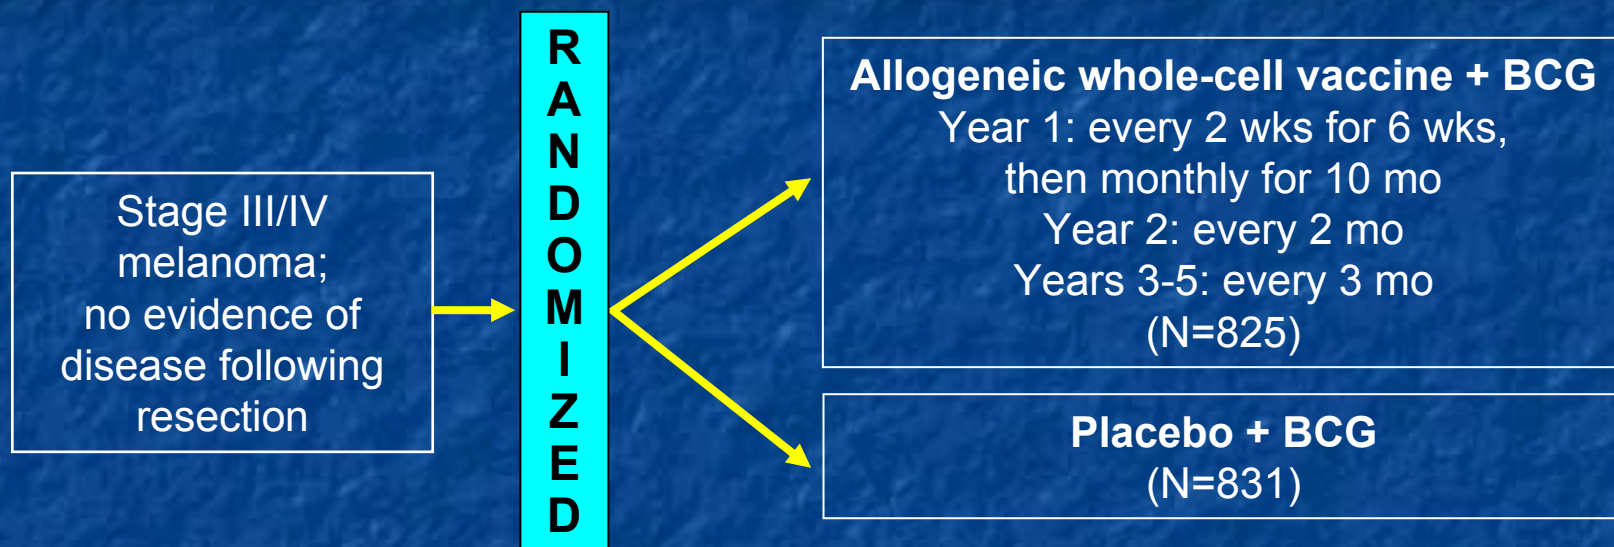 Stage III/IV
melanoma;
no evidence of
disease following
resection
R
A
N
D
O
M
I
Z
E
D
Allogeneic whole-cell vaccine + BCG
Year 1: every 2 wks for 6 wks,
then monthly for 10 mo
Year 2: every 2 mo
Years 3-5: every 3 mo
(N=825)
Placebo + BCG
(N=831)